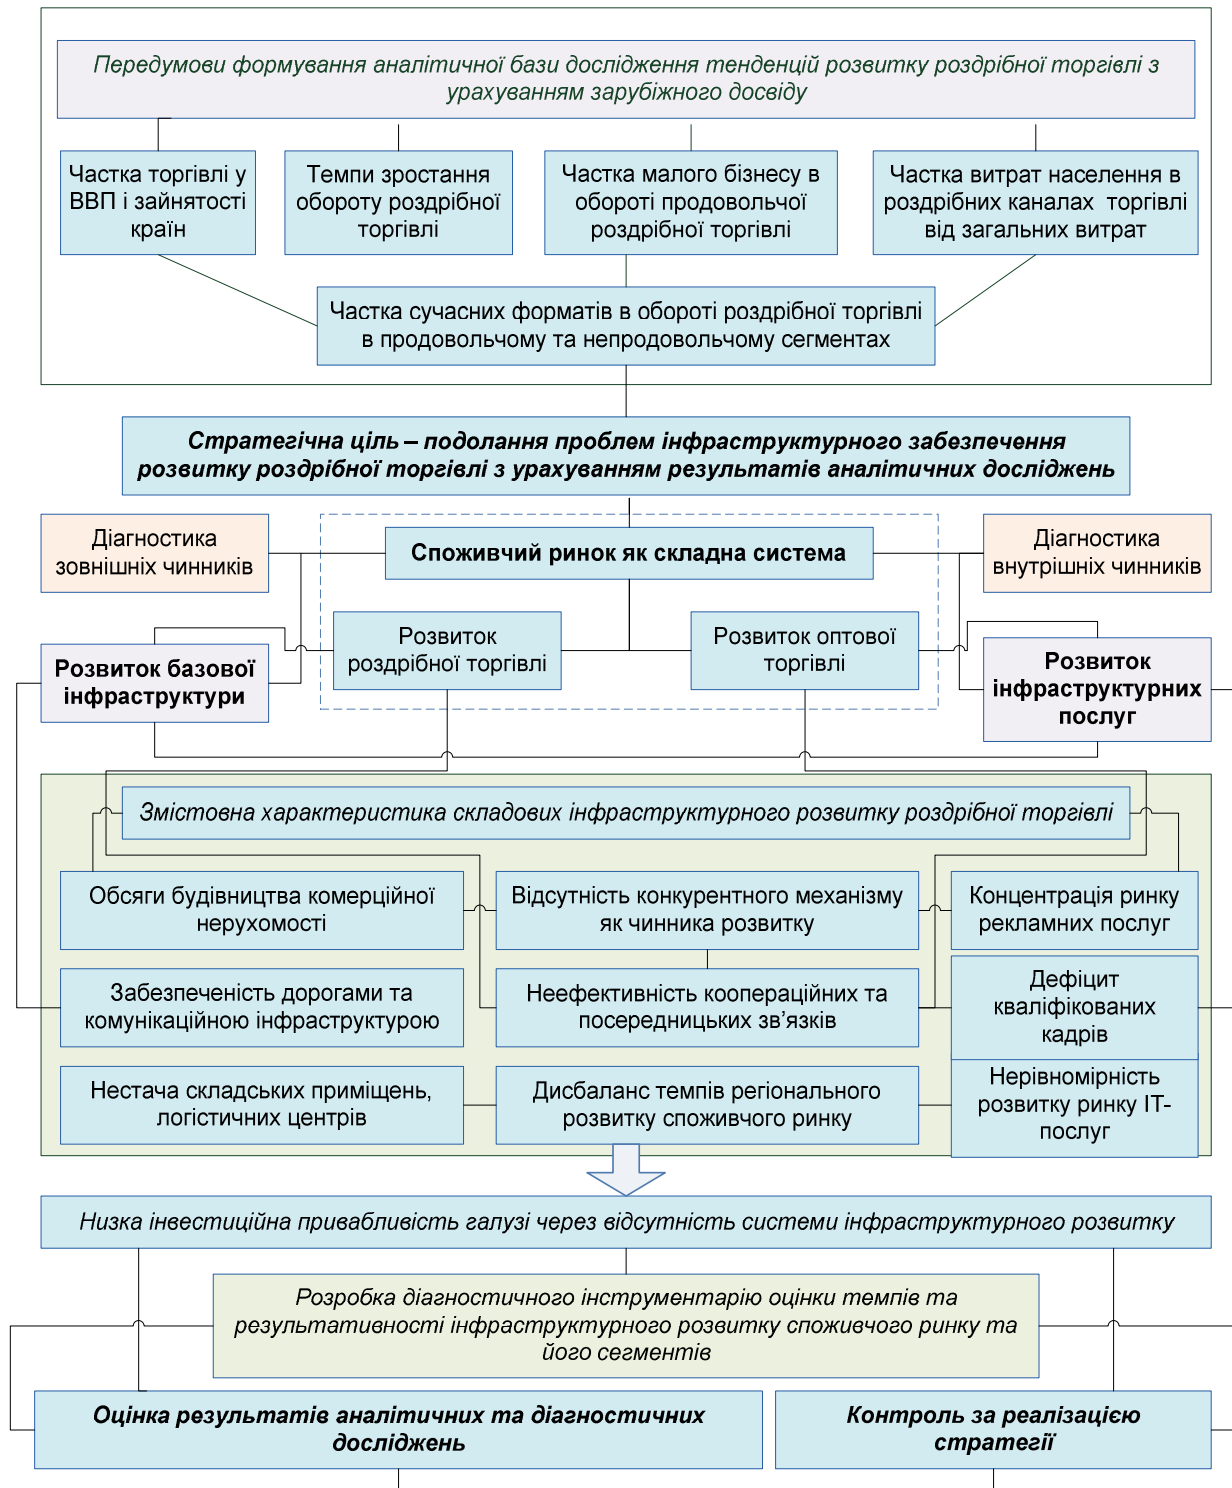 Передумови формування аналітичної бази дослідження тенденцій розвитку роздрібної торгівлі з
урахуванням зарубіжного досвіду
Частка торгівлі у
ВВП і зайнятості
країн
Темпи зростання
обороту роздрібної
торгівлі
Частка малого бізнесу в
обороті продовольчої
роздрібної торгівлі
Частка витрат населення в
роздрібних каналах торгівлі
від загальних витрат
Частка сучасних форматів в обороті роздрібної торгівлі
в продовольчому та непродовольчому сегментах
Стратегічна ціль – подолання проблем інфраструктурного забезпечення
розвитку роздрібної торгівлі з урахуванням результатів аналітичних досліджень
Діагностика
зовнішніх чинників
Споживчий ринок як складна система
Діагностика
внутрішніх чинників
Розвиток базової
інфраструктури
Розвиток
роздрібної торгівлі
Розвиток оптової
торгівлі
Розвиток
інфраструктурних
послуг
Змістовна характеристика складових інфраструктурного розвитку роздрібної торгівлі
Обсяги будівництва комерційної
нерухомості
Відсутність конкурентного механізму
як чинника розвитку
Концентрація ринку
рекламних послуг
Забезпеченість дорогами та
комунікаційною інфраструктурою
Неефективність коопераційних та
посередницьких зв’язків
Дефіцит
кваліфікованих
кадрів
Нестача складських приміщень,
логістичних центрів
Дисбаланс темпів регіонального
розвитку споживчого ринку
Нерівномірність
розвитку ринку ІТ-
послуг
Низка інвестиційна привабливість галузі через відсутність системи інфраструктурного розвитку
Розробка діагностичного інструментарію оцінки темпів та
результативності інфраструктурного розвитку споживчого ринку та
його сегментів
Оцінка результатів аналітичних та діагностичних
досліджень
Контроль за реалізацією
стратегії